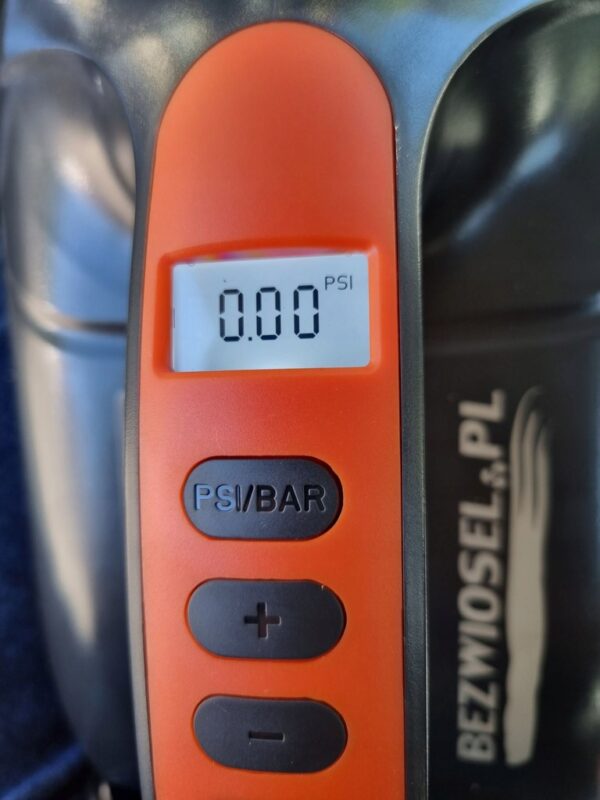 0.00 PSI
PSI/BAR
+
-
BEZWIOSEL.PL